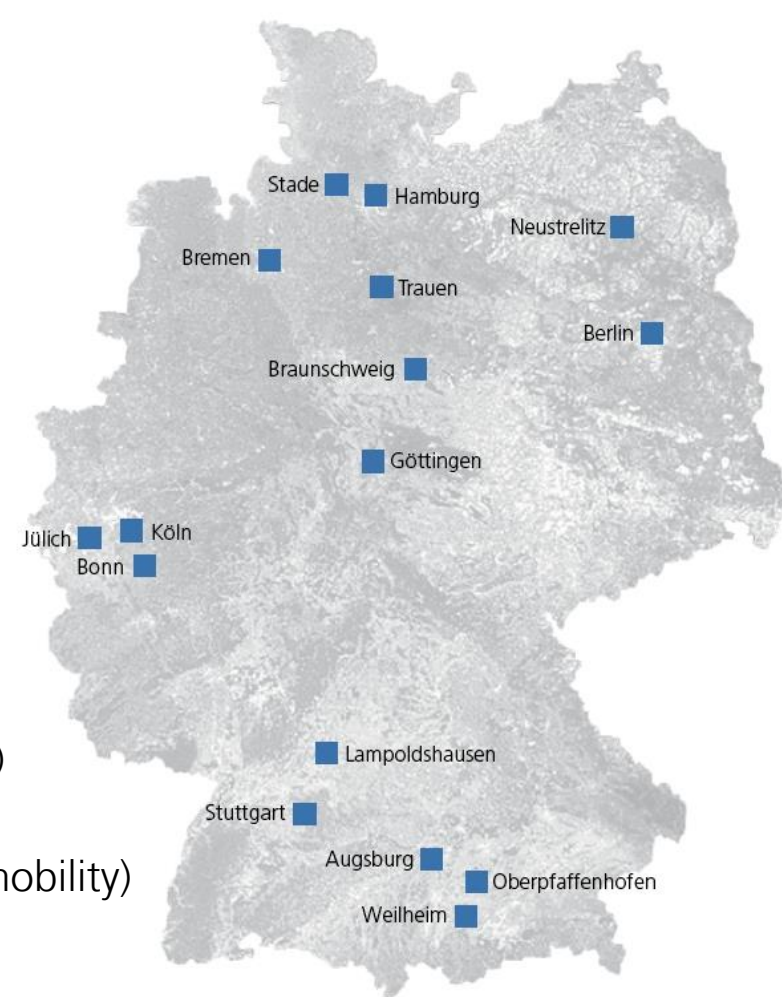 Stade
Hamburg
Neustrelitz
Bremen
Trauen
Berlin
Braunschweig
Göttingen
Jülich
Köln
Bonn
)
Lampoldshausen
Stuttgart
Augsburg
nobility)
Oberpfaffenhofen
Weilheim